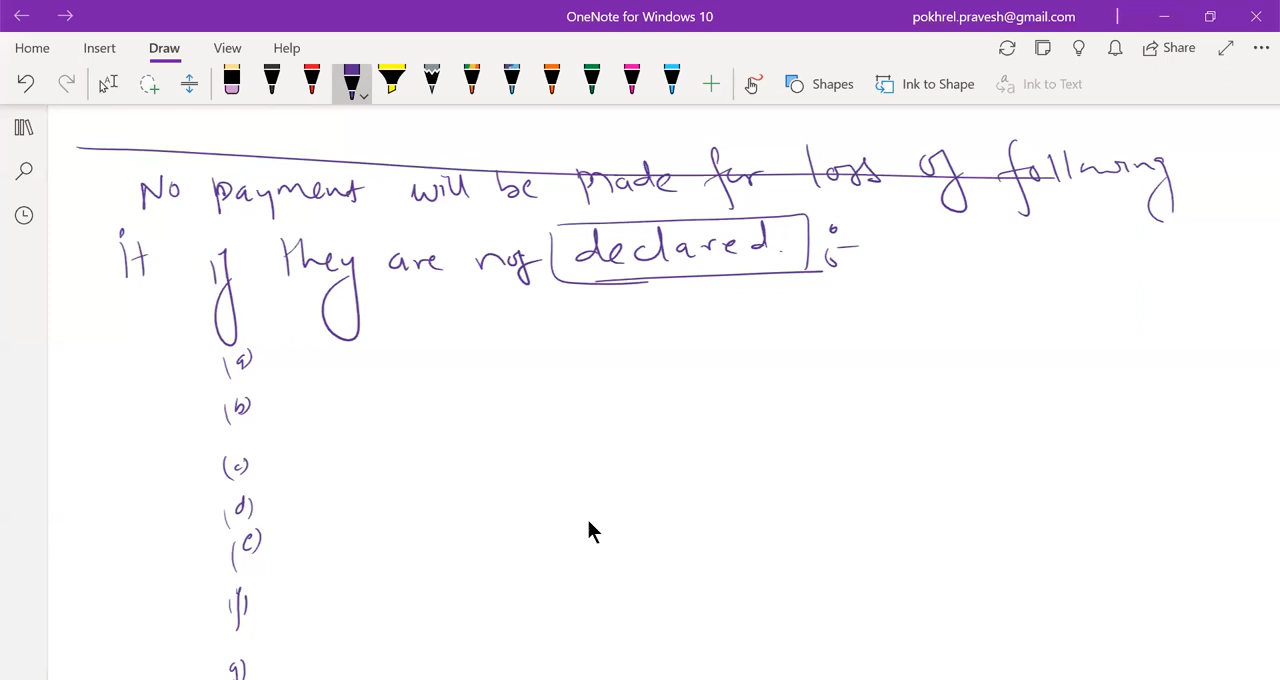 OneNote for Windows 10
pokhrel.pravesh@gmail.com
Home Insert Draw View Help
Share
Shapes Ink to Shape Ink to Text
No payment will be made for loss of following
it if they are not declared. :-
(a)
(b)
(c)
(d)
(e)
(f)
g)